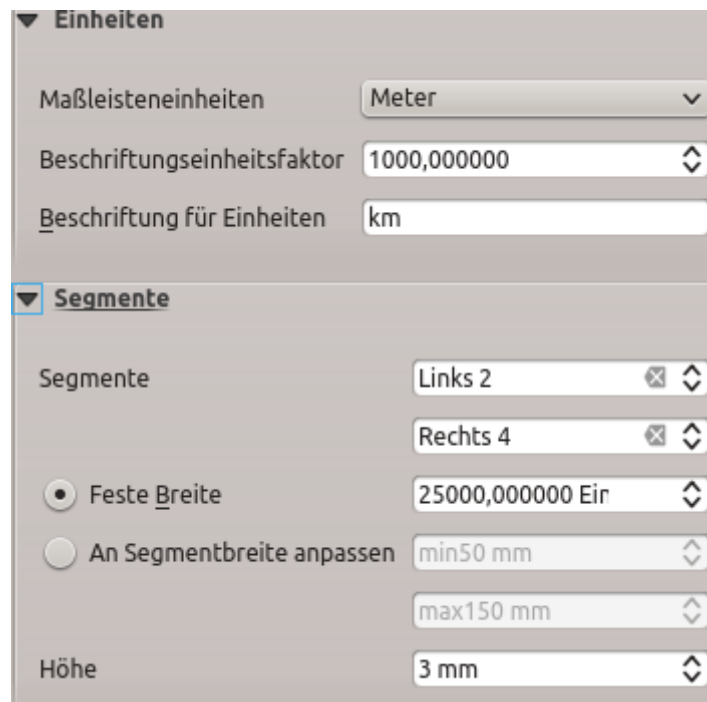 Einheiten
Maßleisteneinheiten Meter
Beschriftungseinheitsfaktor 1000,000000
Beschriftung für Einheiten km
Segmente
Segmente Links 2
Rechts 4
Feste Breite 25000,000000 Ein
An Segmentbreite anpassen min50 mm
max150 mm
Höhe 3 mm